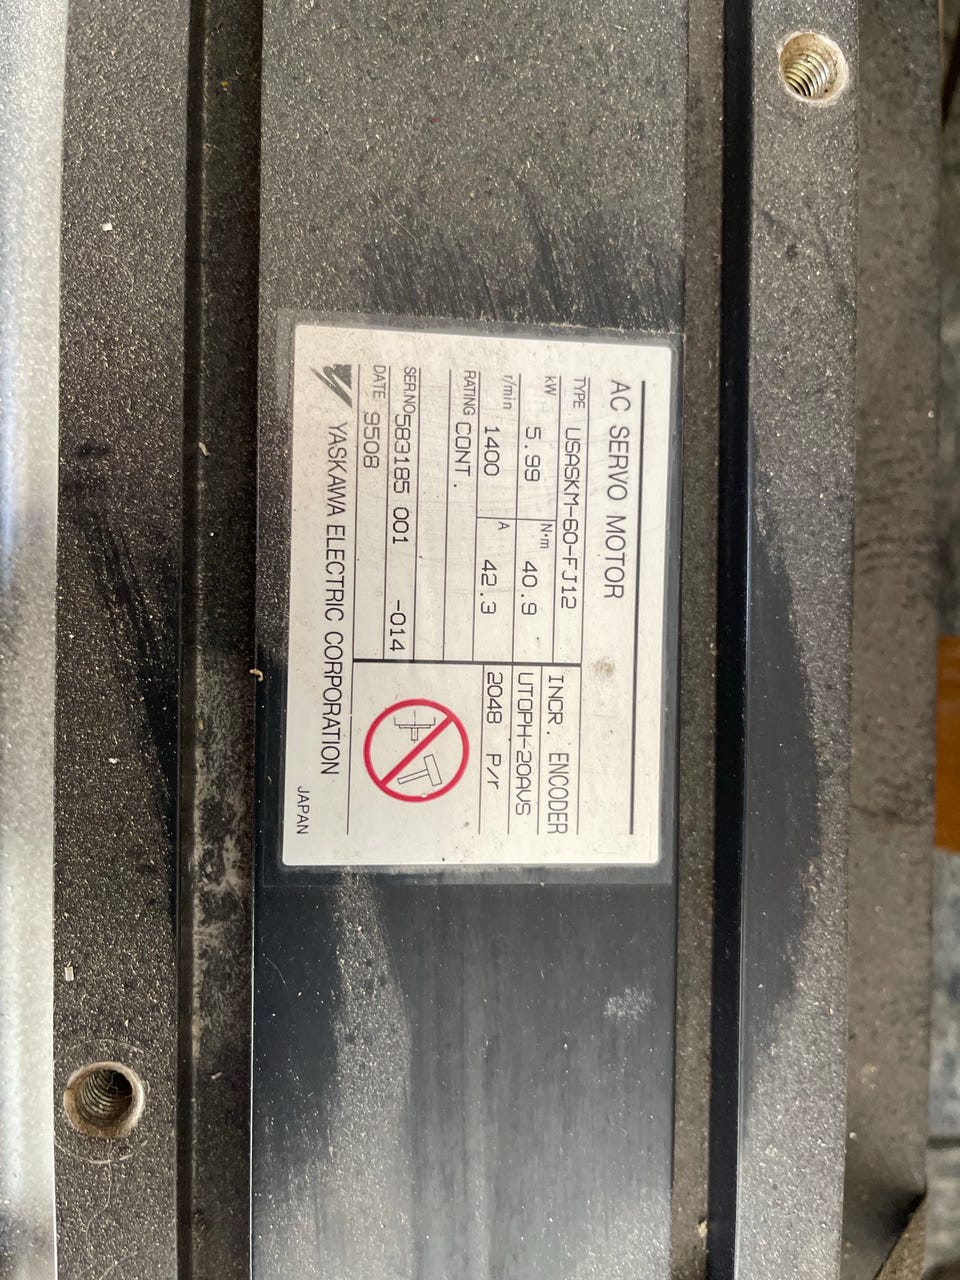 AC SERVO MOTOR
TYPE USASKM-60-FJ12
kW 5.99 N·m 40.9
r/min 1400 A 42.3
RATING CONT.
SER.NO 583185 001 -014
DATE 9508
INCR. ENCODER
UTOPH-20AVS
2048 P/r
YASKAWA ELECTRIC CORPORATION
JAPAN